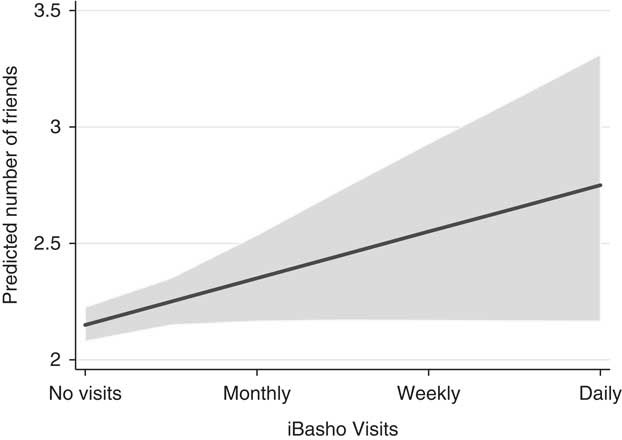 3.5
3
2.5
2
Predicted number of friends
No visits Monthly Weekly Daily
iBasho Visits